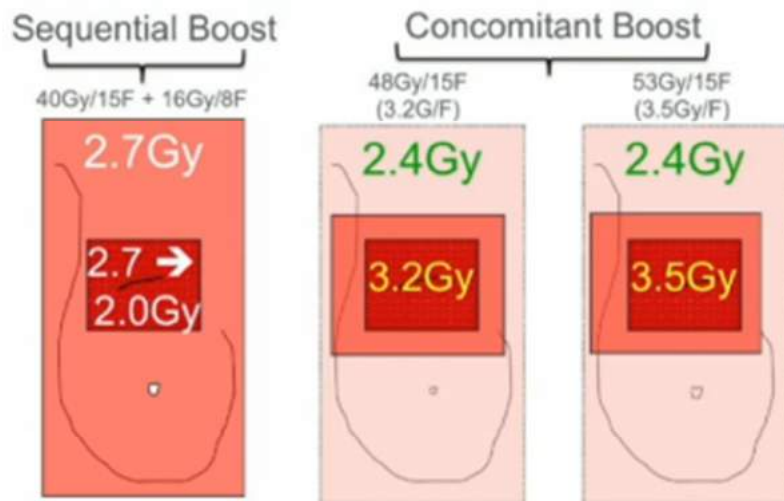 Sequential Boost
40Gy/15F + 16Gy/8F
2.7Gy
2.7 ➔
2.0Gy
Concomitant Boost
48Gy/15F
(3.2G/F)
2.4Gy
3.2Gy
53Gy/15F
(3.5Gy/F)
2.4Gy
3.5Gy